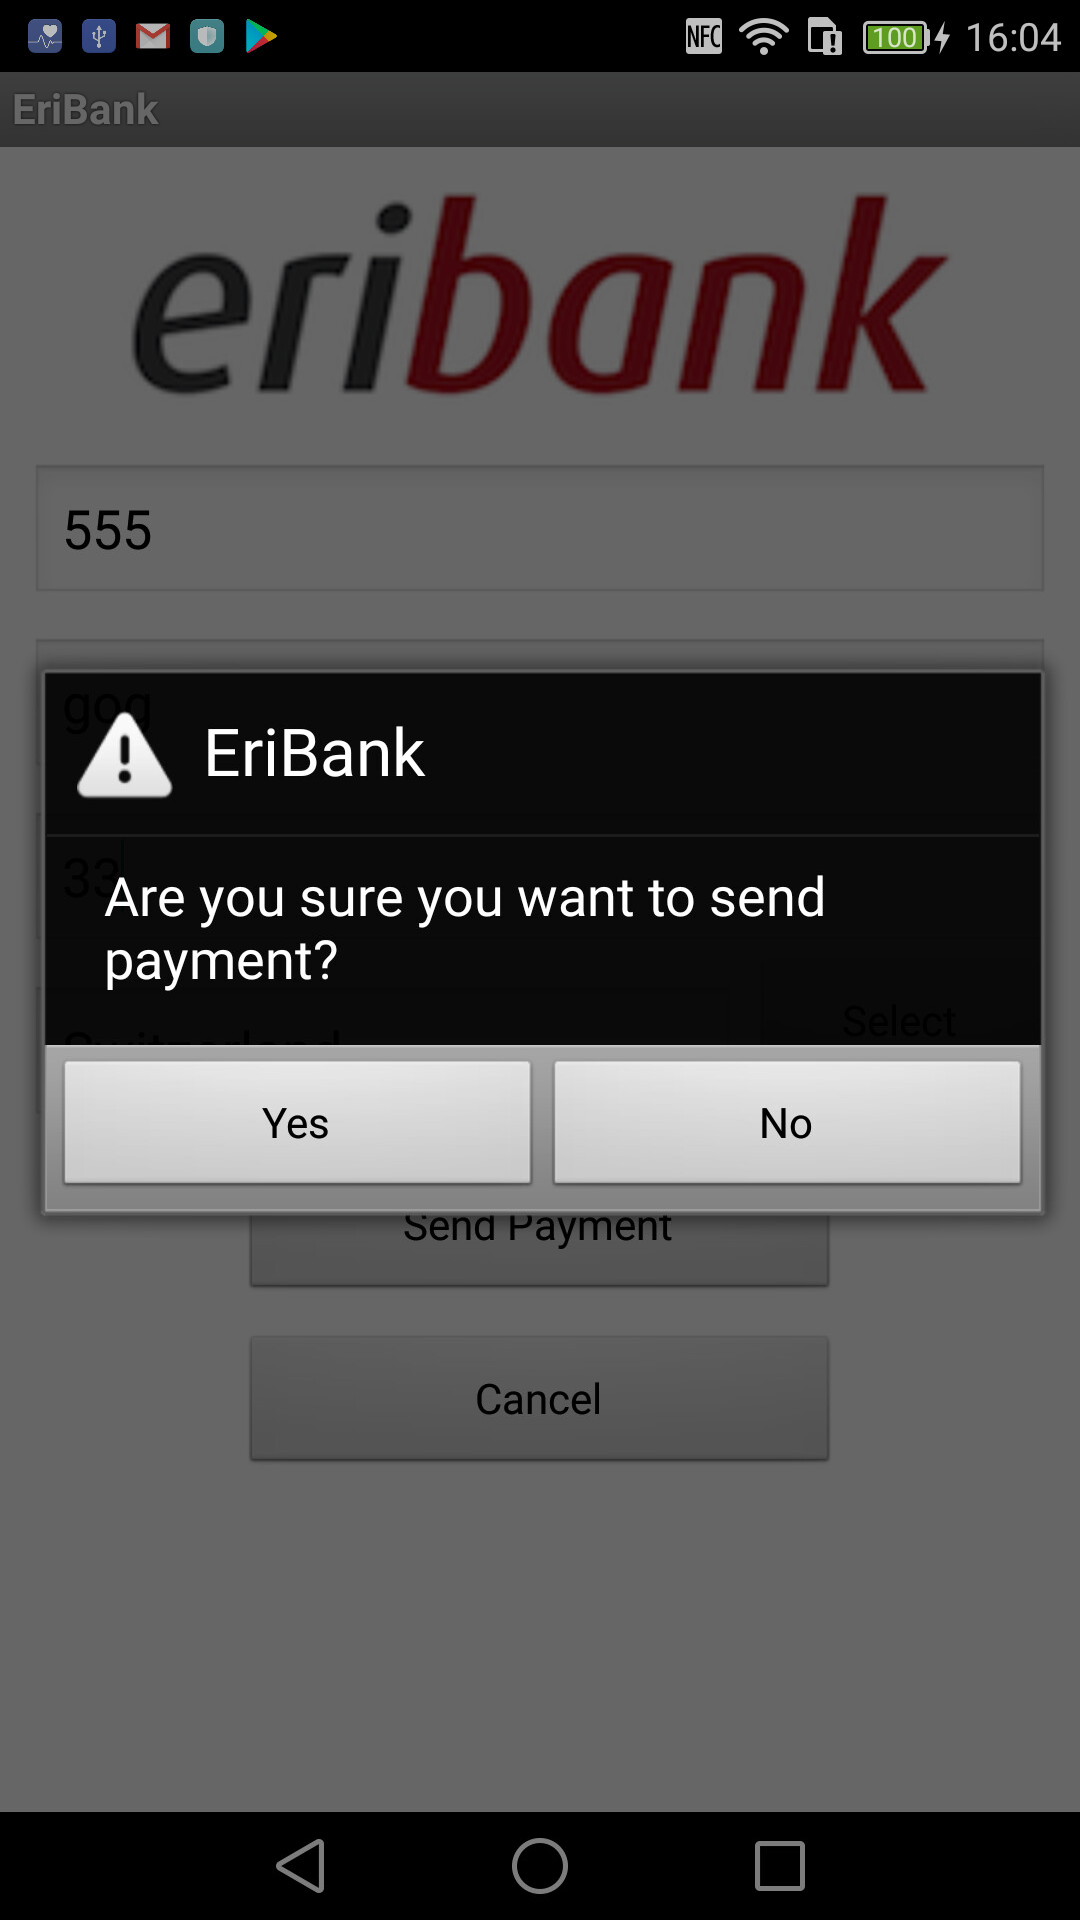 NFC 100 16:04
EriBank
eribank
555
gog
EriBank
33
Are you sure you want to send
payment?
Switzerland Select
Yes No
Send Payment
Cancel